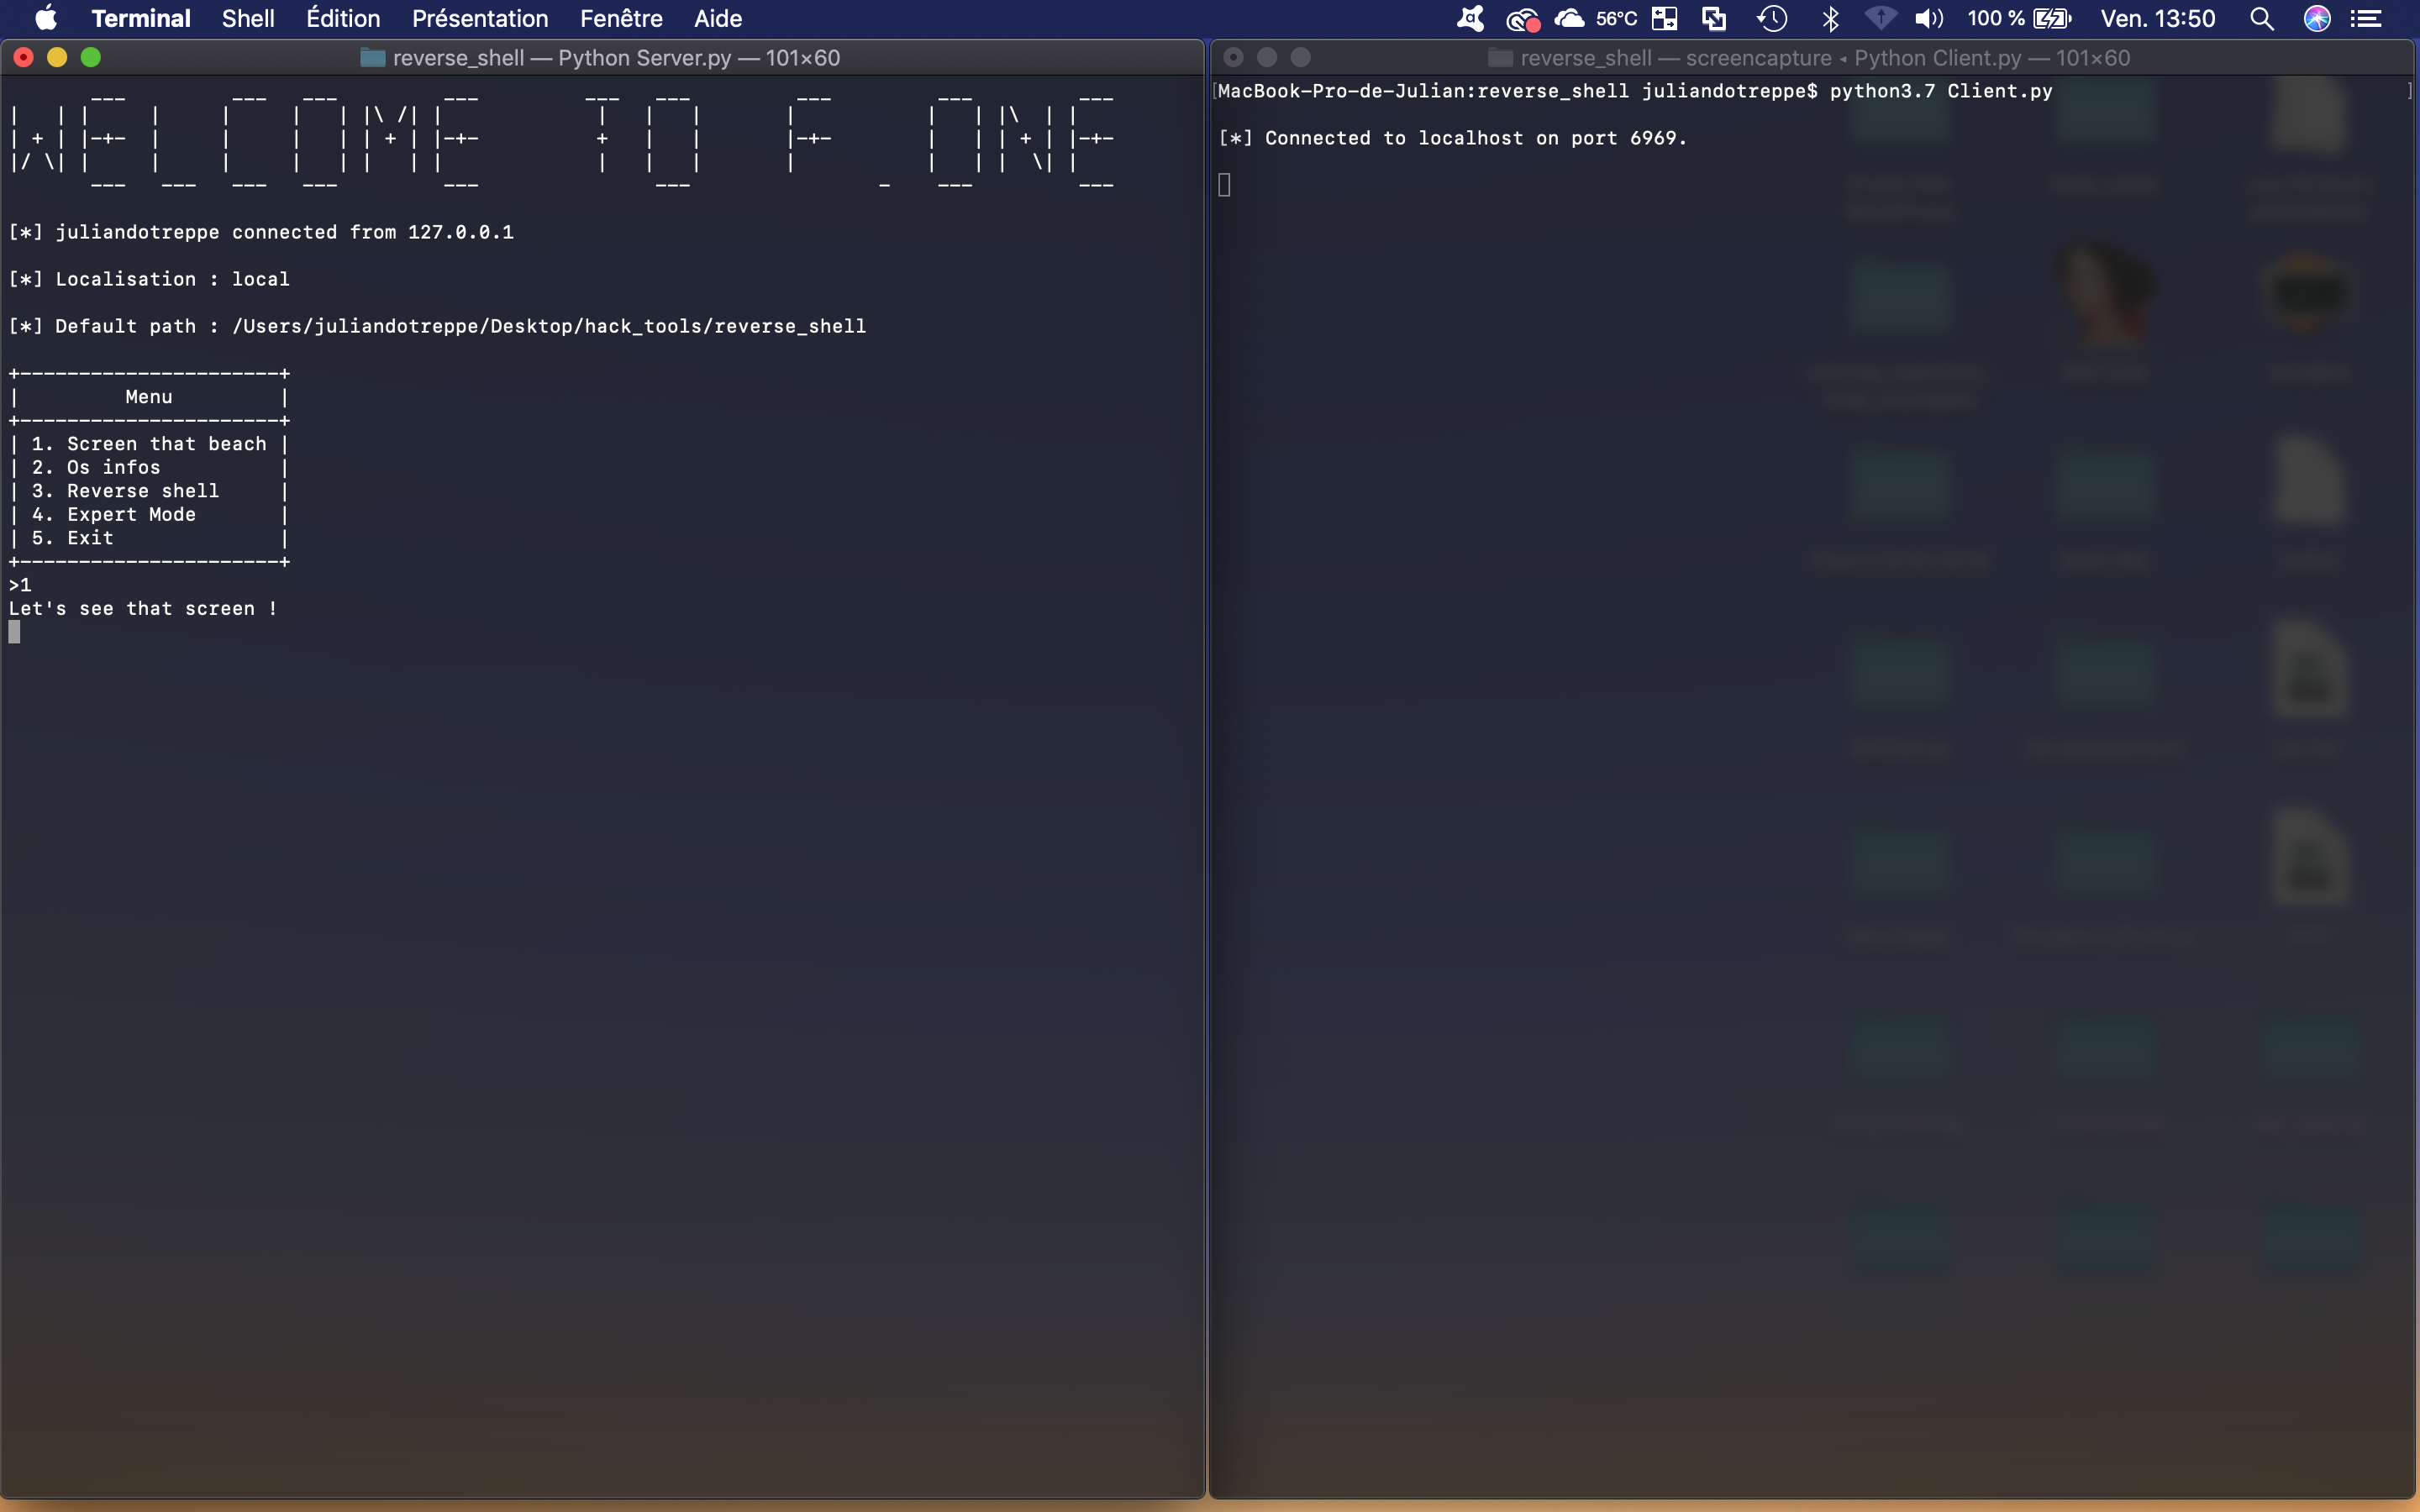 Terminal Shell Édition Présentation Fenêtre Aide 56°C 100 % Ven. 13:50
reverse_shell — Python Server.py — 101×60
WELCOME TO F_ONE
[*] juliandotreppe connected from 127.0.0.1
[*] Localisation : local
[*] Default path : /Users/juliandotreppe/Desktop/hack_tools/reverse_shell
+----------------------+
| Menu |
+----------------------+
| 1. Screen that beach |
| 2. Os infos |
| 3. Reverse shell |
| 4. Expert Mode |
| 5. Exit |
+----------------------+
>1
Let's see that screen !
reverse_shell — screencapture ◂ Python Client.py — 101×60
[MacBook-Pro-de-Julian:reverse_shell juliandotreppe$ python3.7 Client.py ]
[*] Connected to localhost on port 6969.